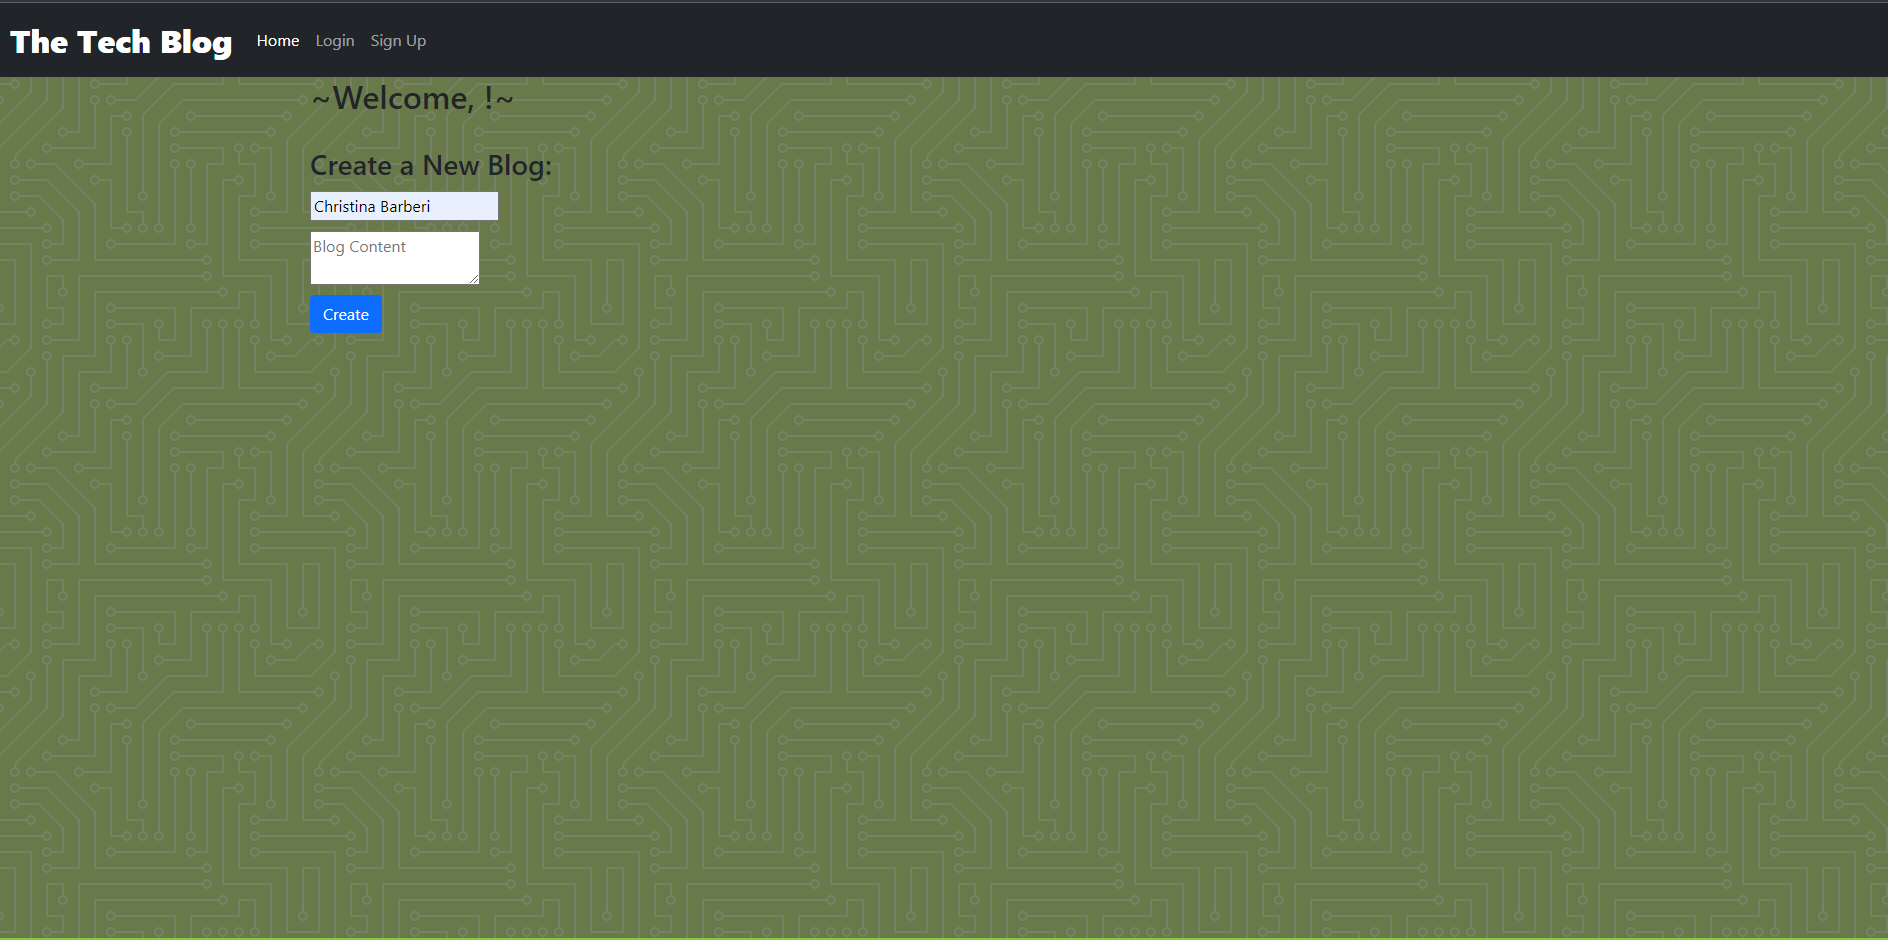 The Tech Blog Home Login Sign Up
~Welcome, !~
Create a New Blog:
Christina Barberi
Blog Content
Create